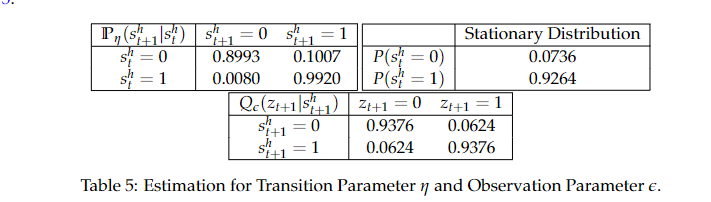 P_η(s^h_{t+1}|s^h_t) s^h_{t+1} = 0 s^h_{t+1} = 1
s^h_t = 0 0.8993 0.1007
s^h_t = 1 0.0080 0.9920
Stationary Distribution
P(s^h_t = 0) 0.0736
P(s^h_t = 1) 0.9264
Q_c(z_{t+1}|s^h_{t+1}) z_{t+1} = 0 z_{t+1} = 1
s^h_{t+1} = 0 0.9376 0.0624
s^h_{t+1} = 1 0.0624 0.9376
Table 5: Estimation for Transition Parameter η and Observation Parameter ϵ.